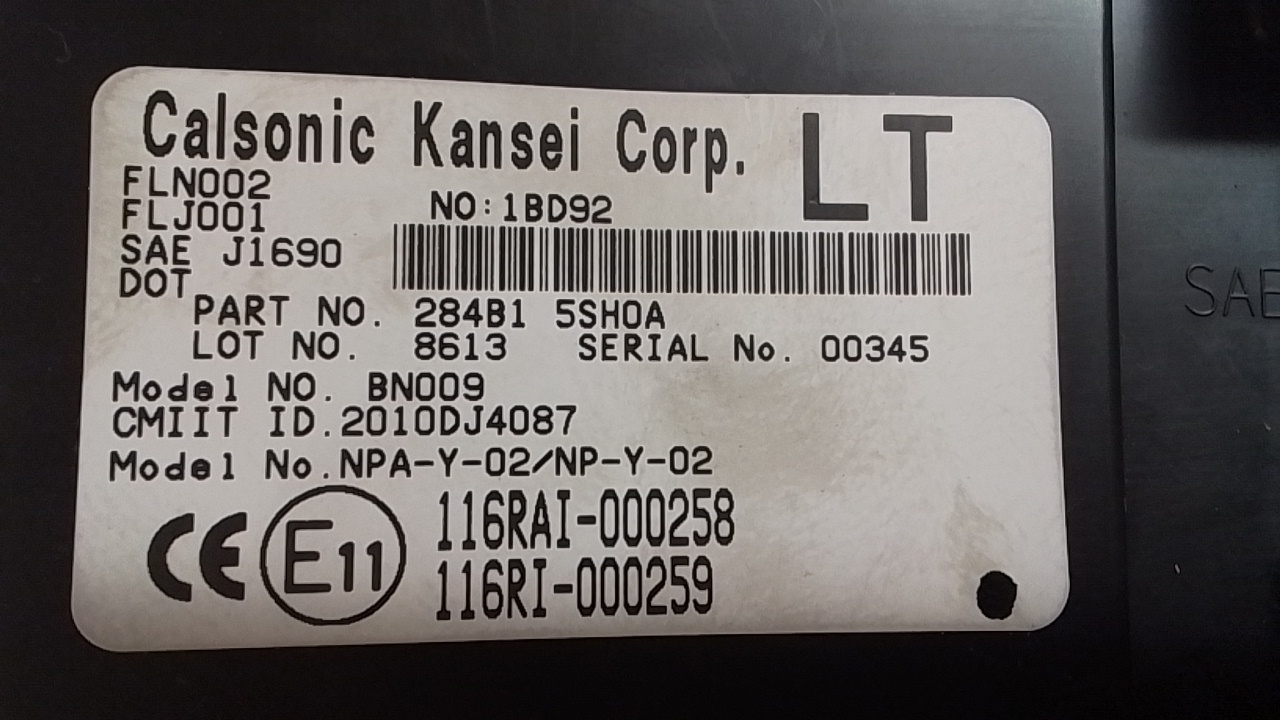 Calsonic Kansei Corp. LT
FLN002
FLJ001 NO:1BD92
SAE J1690
DOT
PART NO. 284B1 5SH0A
LOT NO. 8613 SERIAL No. 00345
Model NO. BN009
CMIIT ID.2010DJ4087
Model No.NPA-Y-02/NP-Y-02
CE E11 116RAI-000258
116RI-000259
SAE